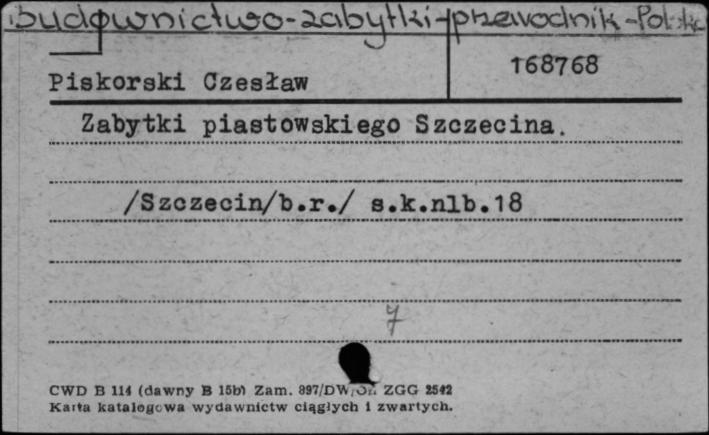 budownictwo-zabytki-przewodnik-Polska
168768
Piskorski Czesław
Zabytki piastowskiego Szczecina.
/Szczecin/b.r./ s.k.nlb.18
7
CWD B 114 (dawny B 15b) Zam. 897/DW/ ZGG 2542
Karta katalogowa wydawnictw ciągłych i zwartych.